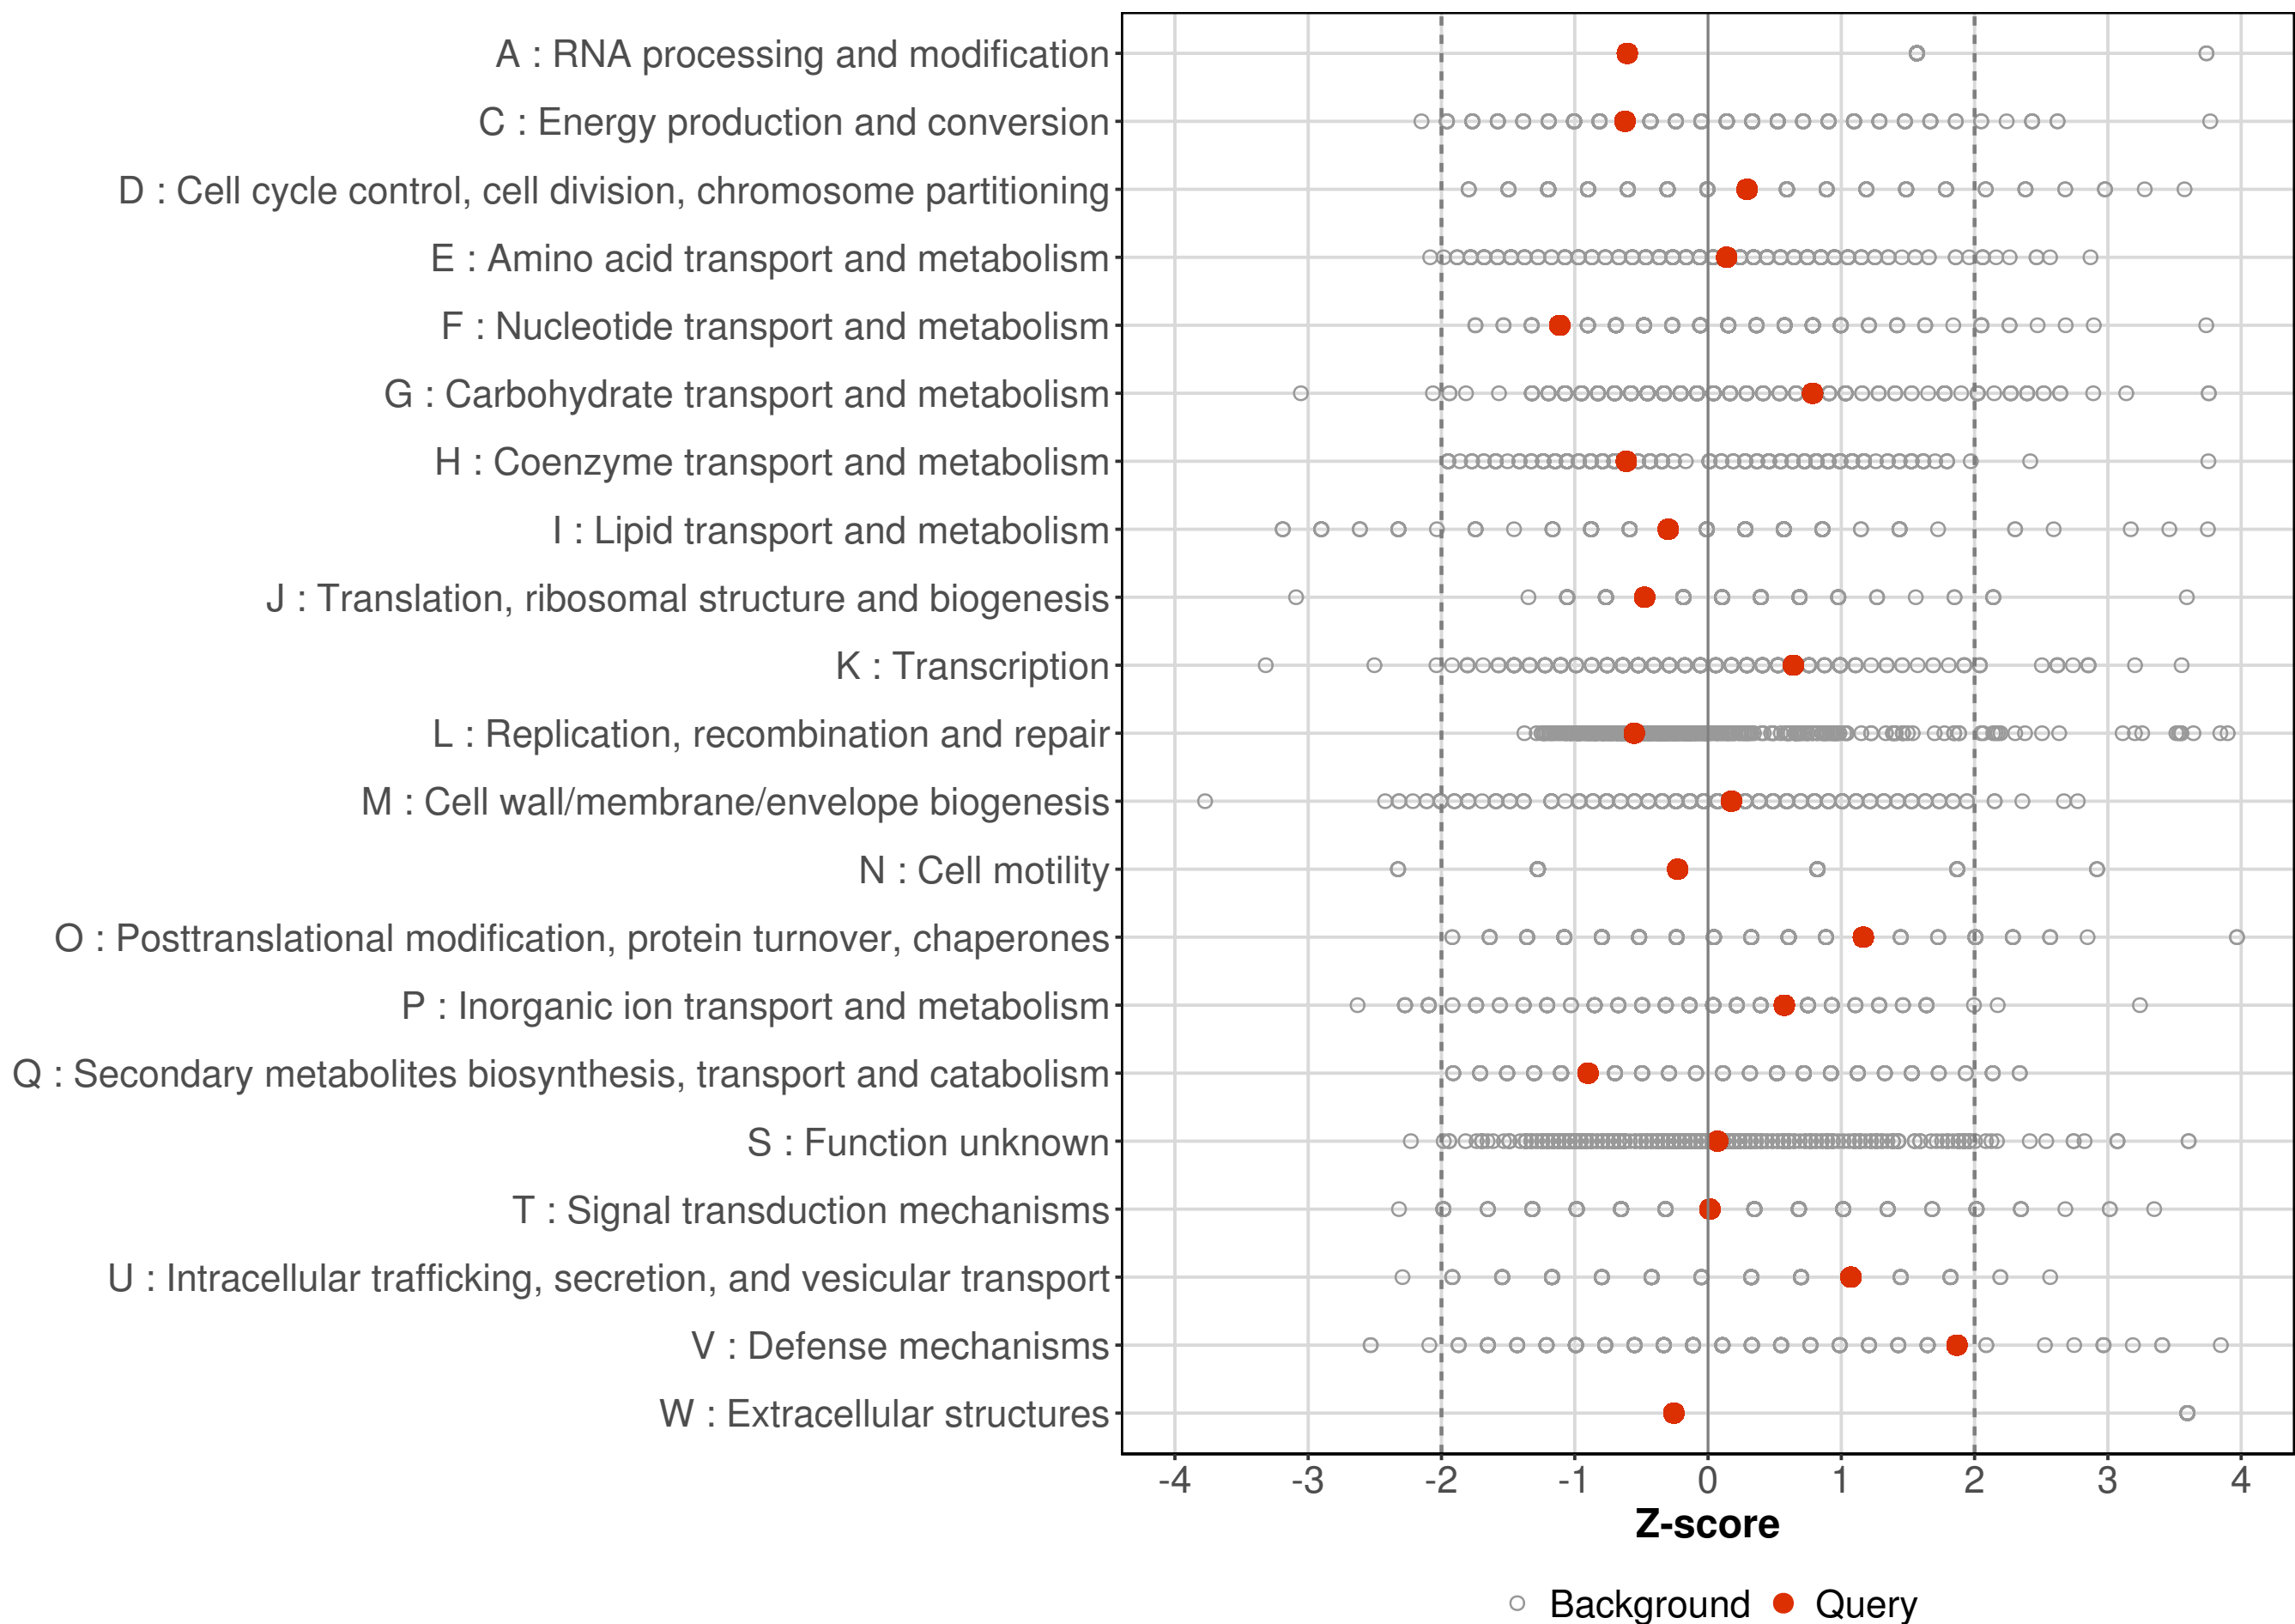 A : RNA processing and modification
C : Energy production and conversion
D : Cell cycle control, cell division, chromosome partitioning
E : Amino acid transport and metabolism
F : Nucleotide transport and metabolism
G : Carbohydrate transport and metabolism
H : Coenzyme transport and metabolism
I : Lipid transport and metabolism
J : Translation, ribosomal structure and biogenesis
K : Transcription
L : Replication, recombination and repair
M : Cell wall/membrane/envelope biogenesis
N : Cell motility
O : Posttranslational modification, protein turnover, chaperones
P : Inorganic ion transport and metabolism
Q : Secondary metabolites biosynthesis, transport and catabolism
S : Function unknown
T : Signal transduction mechanisms
U : Intracellular trafficking, secretion, and vesicular transport
V : Defense mechanisms
W : Extracellular structures
-4 -3 -2 -1 0 1 2 3 4
Z-score
Background Query